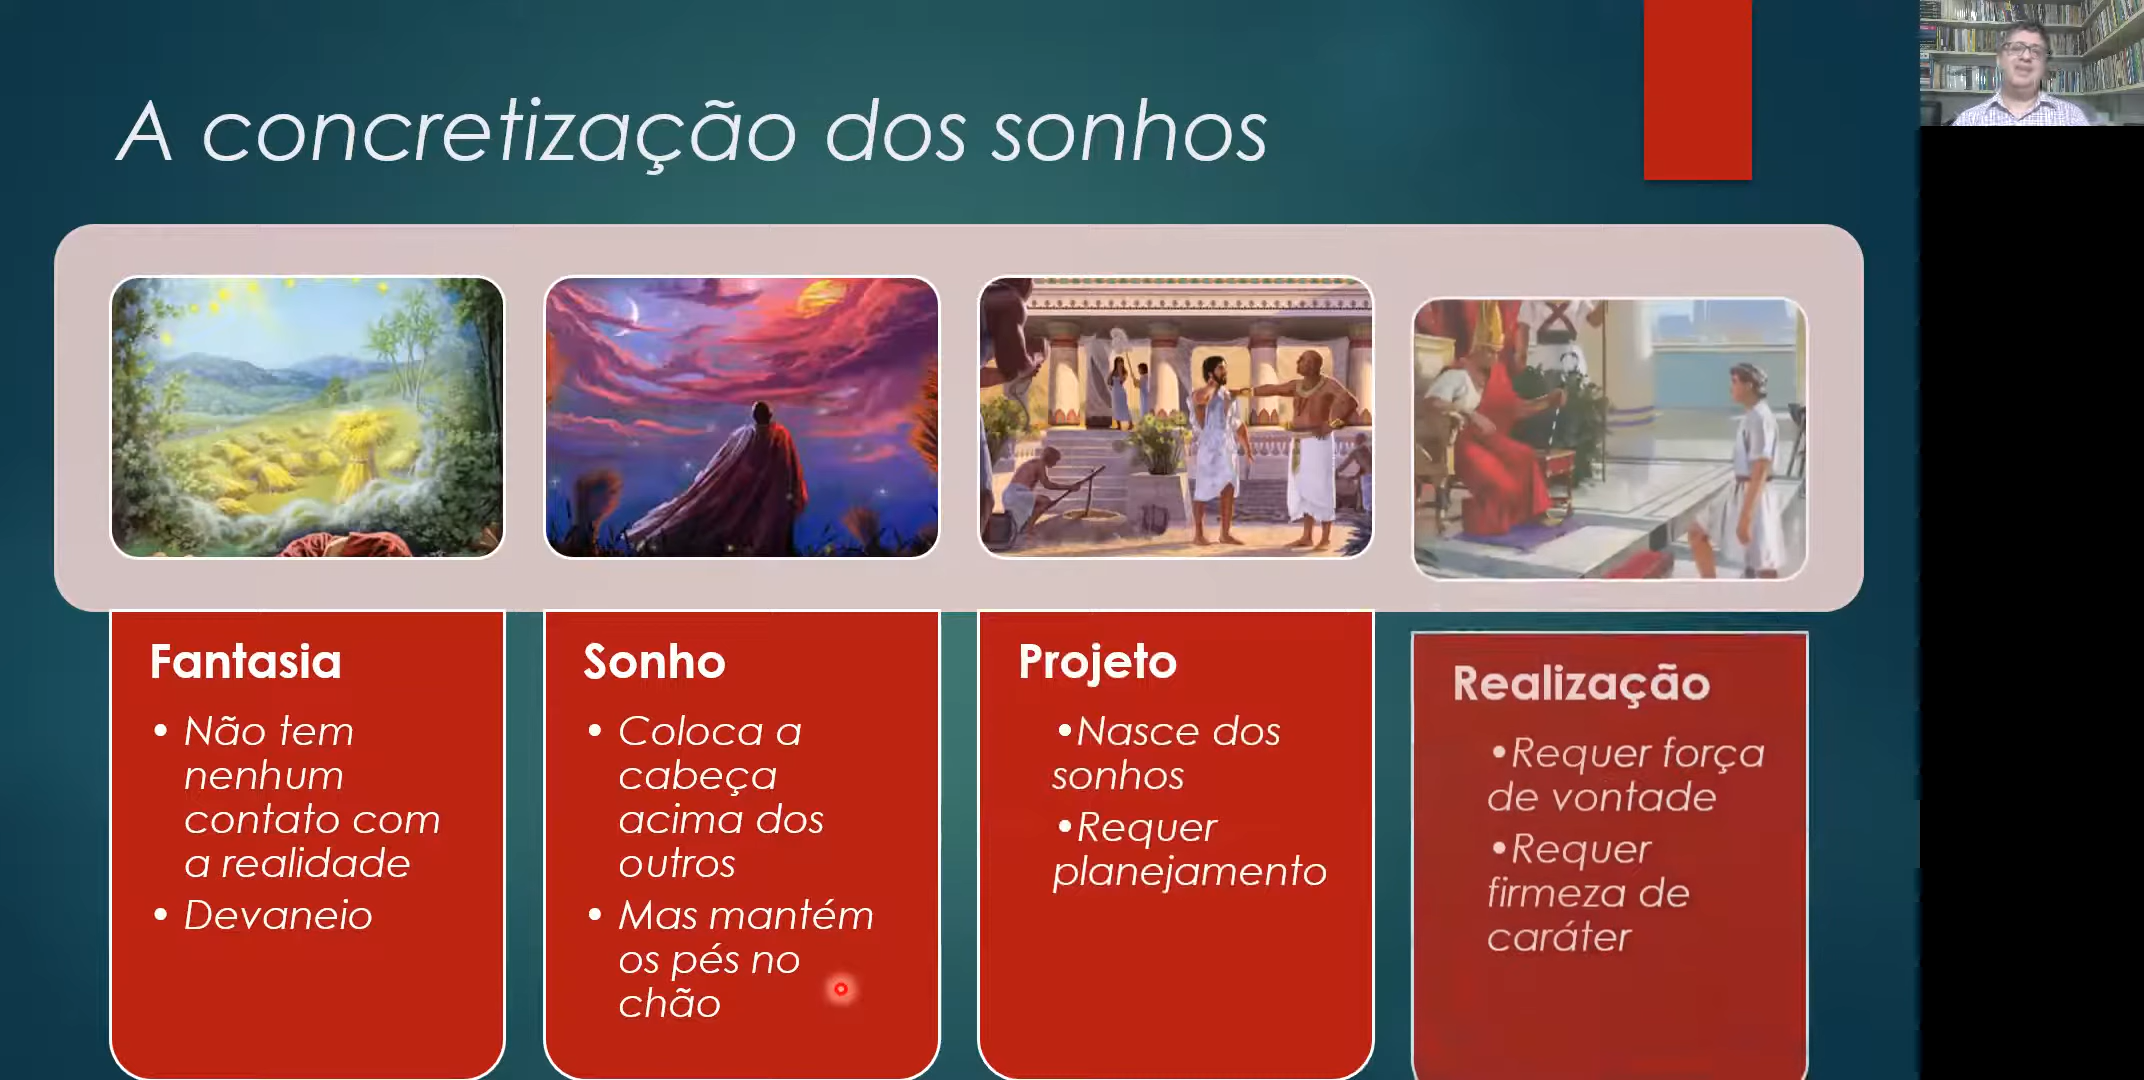 A concretização dos sonhos
Fantasia
• Não tem
nenhum
contato com
a realidade
• Devaneio
Sonho
• Coloca a
cabeça
acima dos
outros
• Mas mantém
os pés no
chão
Projeto
•Nasce dos
sonhos
•Requer
planejamento
Realização
•Requer força
de vontade
•Requer
firmeza de
caráter